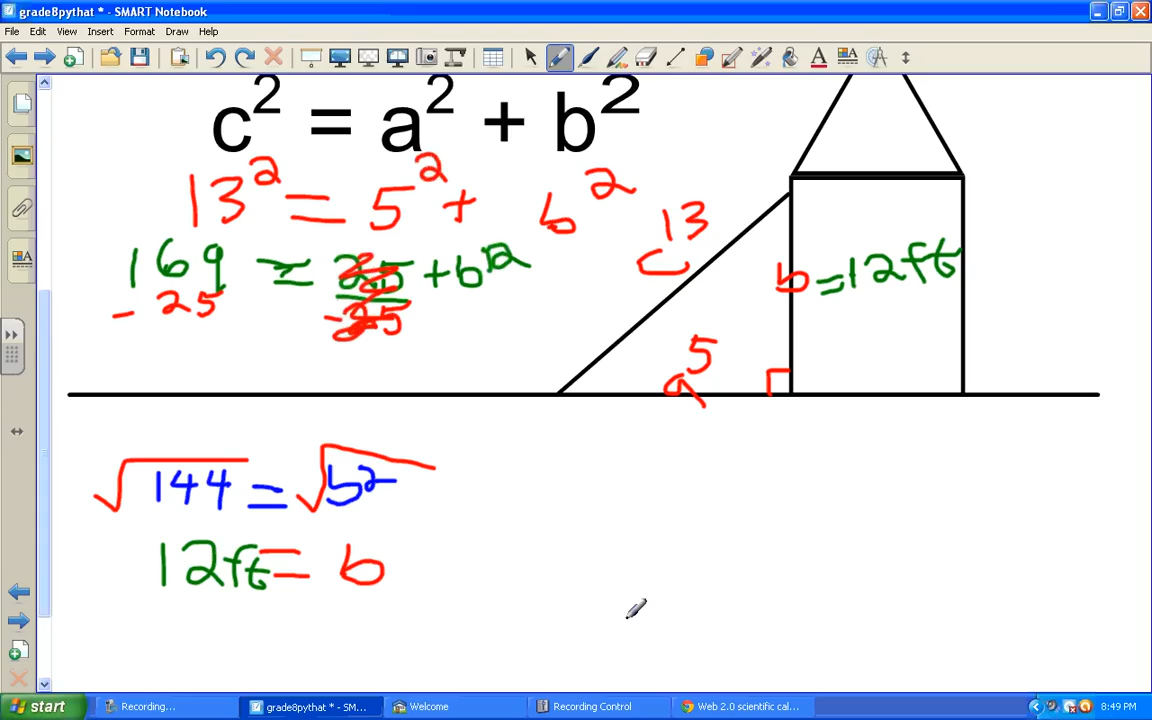 gradebpythat * - SMART Notebook
File Edit View Insert Format Draw Help
c² = a² + b²
13² = 5² + b²
169 = 25 + b²
- 25 -25
13
c
b = 12ft
5
a
√144 = √b²
12ft = b
start
Recording...
gradebpythat * - SM...
Welcome
Recording Control
Web 2.0 scientific cal...
8:49 PM